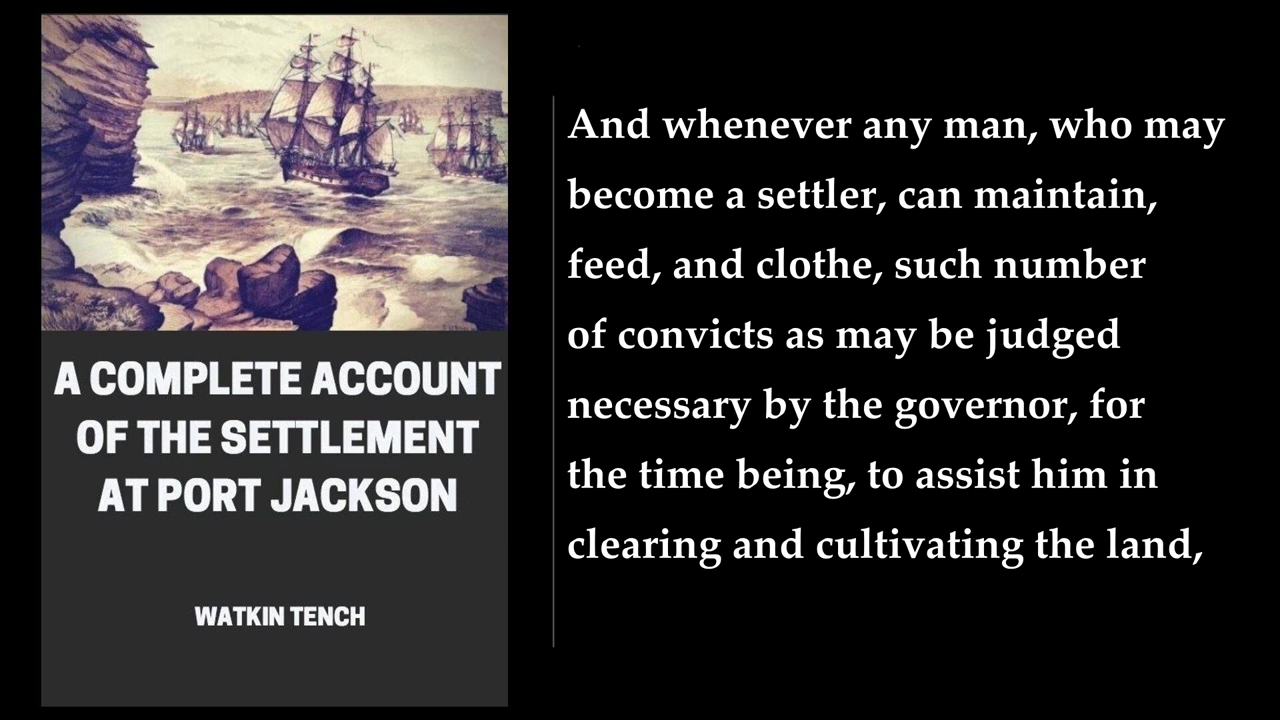 A COMPLETE ACCOUNT
OF THE SETTLEMENT
AT PORT JACKSON
WATKIN TENCH
And whenever any man, who may
become a settler, can maintain,
feed, and clothe, such number
of convicts as may be judged
necessary by the governor, for
the time being, to assist him in
clearing and cultivating the land,